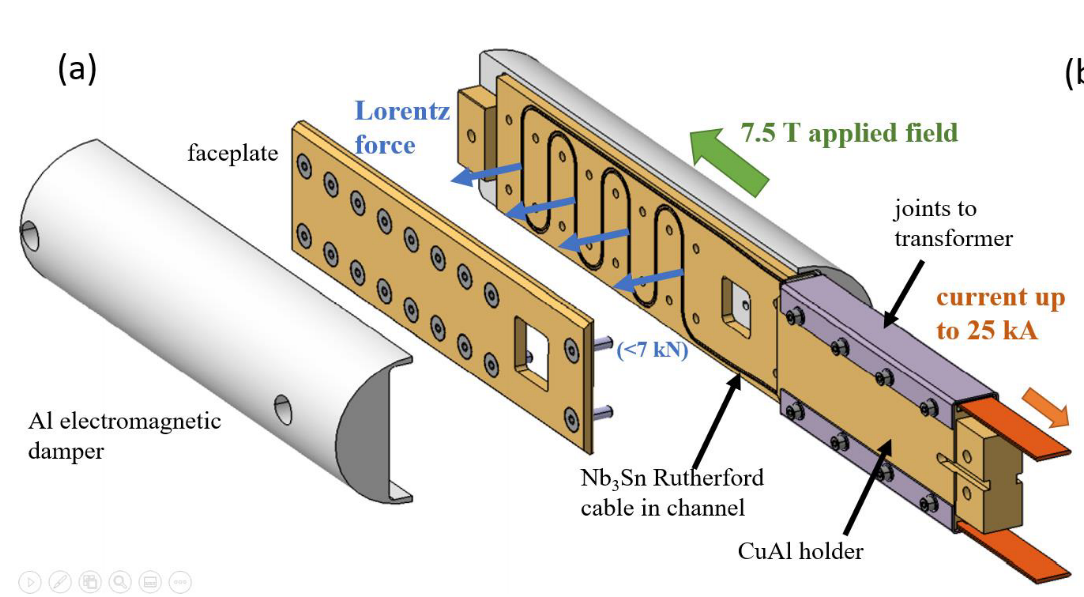 (a)
(b
Lorentz
force
7.5 T applied field
faceplate
joints to
transformer
current up
to 25 kA
(<7 kN)
Al electromagnetic
damper
Nb₃Sn Rutherford
cable in channel
CuAl holder